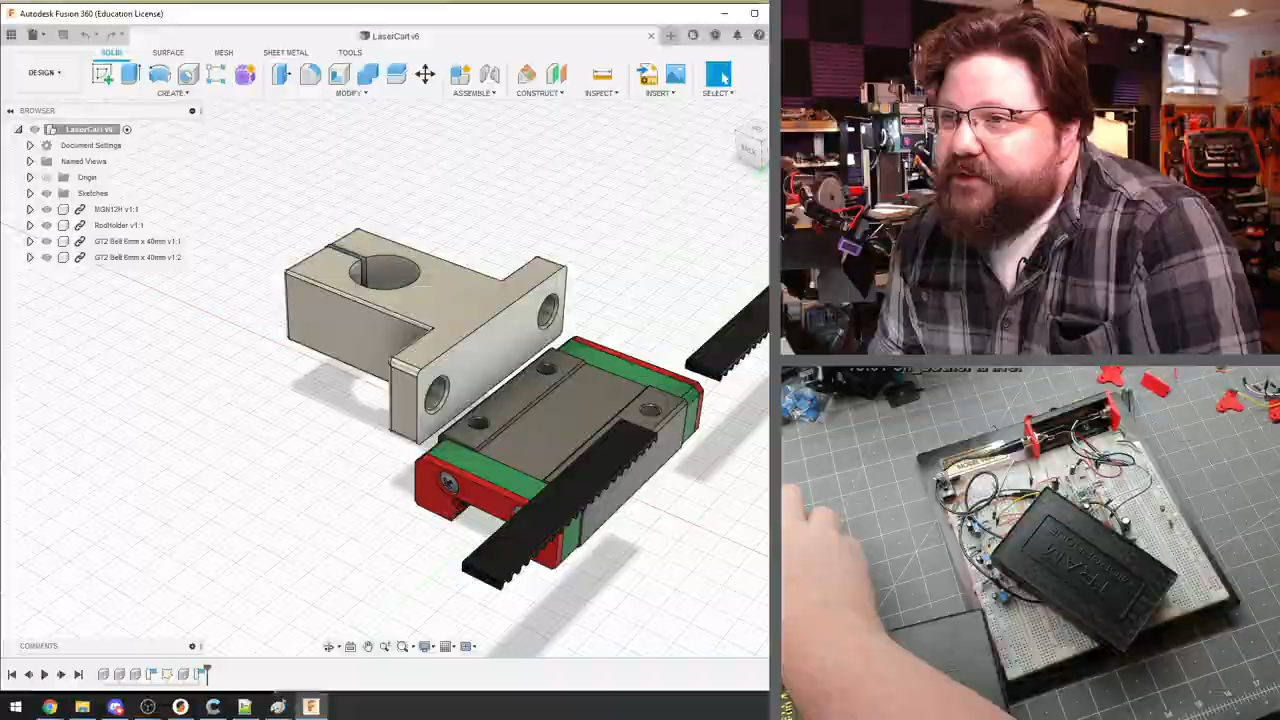 Autodesk Fusion 360 (Education License)
LaserCart v6
SOLID SURFACE MESH SHEET METAL TOOLS
DESIGN
CREATE MODIFY ASSEMBLE CONSTRUCT INSPECT INSERT SELECT
BROWSER
LaserCart v6
Document Settings
Named Views
Origin
Sketches
MGN12H v1:1
RodHolder v1:1
GT2 Belt 6mm x 40mm v1:1
GT2 Belt 6mm x 40mm v1:2
BACK
COMMENTS